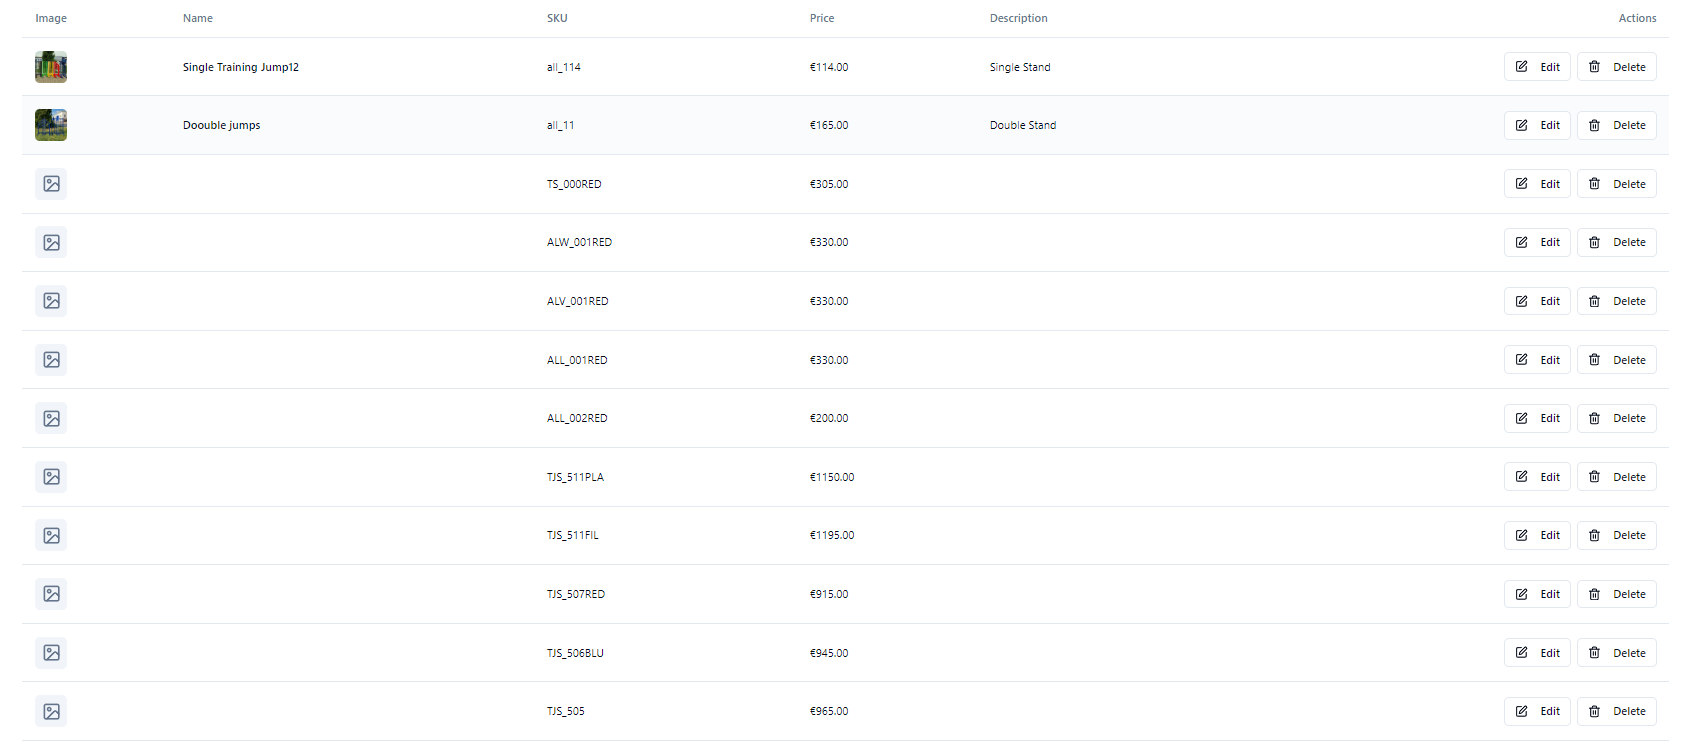 Image Name SKU Price Description Actions
Single Training Jump12 all_114 €114.00 Single Stand Edit Delete
Doouble jumps all_11 €165.00 Double Stand Edit Delete
TS_000RED €305.00 Edit Delete
ALW_001RED €330.00 Edit Delete
ALV_001RED €330.00 Edit Delete
ALL_001RED €330.00 Edit Delete
ALL_002RED €200.00 Edit Delete
TJS_511PLA €1150.00 Edit Delete
TJS_511FIL €1195.00 Edit Delete
TJS_507RED €915.00 Edit Delete
TJS_506BLU €945.00 Edit Delete
TJS_505 €965.00 Edit Delete